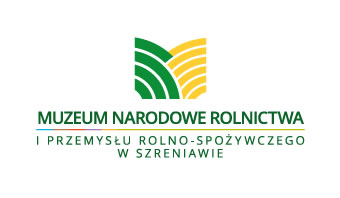 MUZEUM NARODOWE ROLNICTWA
I PRZEMYSŁU ROLNO-SPOŻYWCZEGO
W SZRENIAWIE